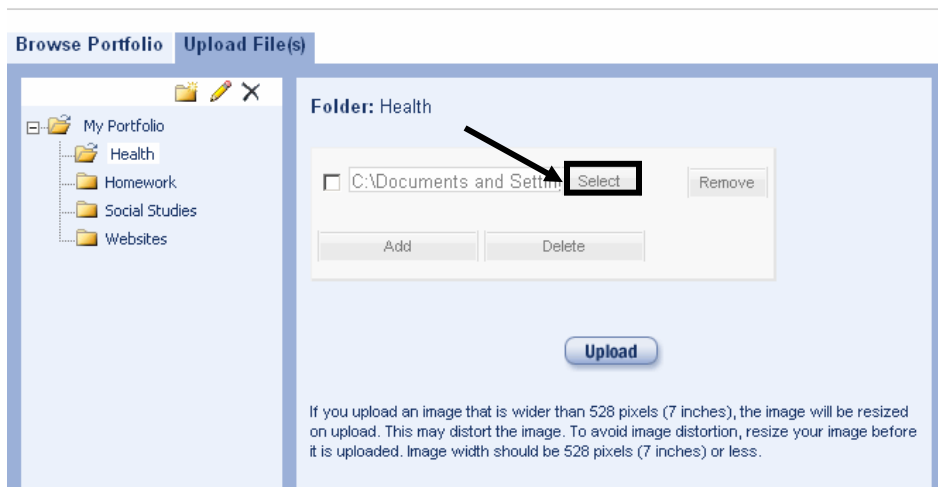 Browse Portfolio Upload File(s)
My Portfolio
Health
Homework
Social Studies
Websites
Folder: Health
C:\Documents and Settin Select Remove
Add Delete
Upload
If you upload an image that is wider than 528 pixels (7 inches), the image will be resized
on upload. This may distort the image. To avoid image distortion, resize your image before
it is uploaded. Image width should be 528 pixels (7 inches) or less.